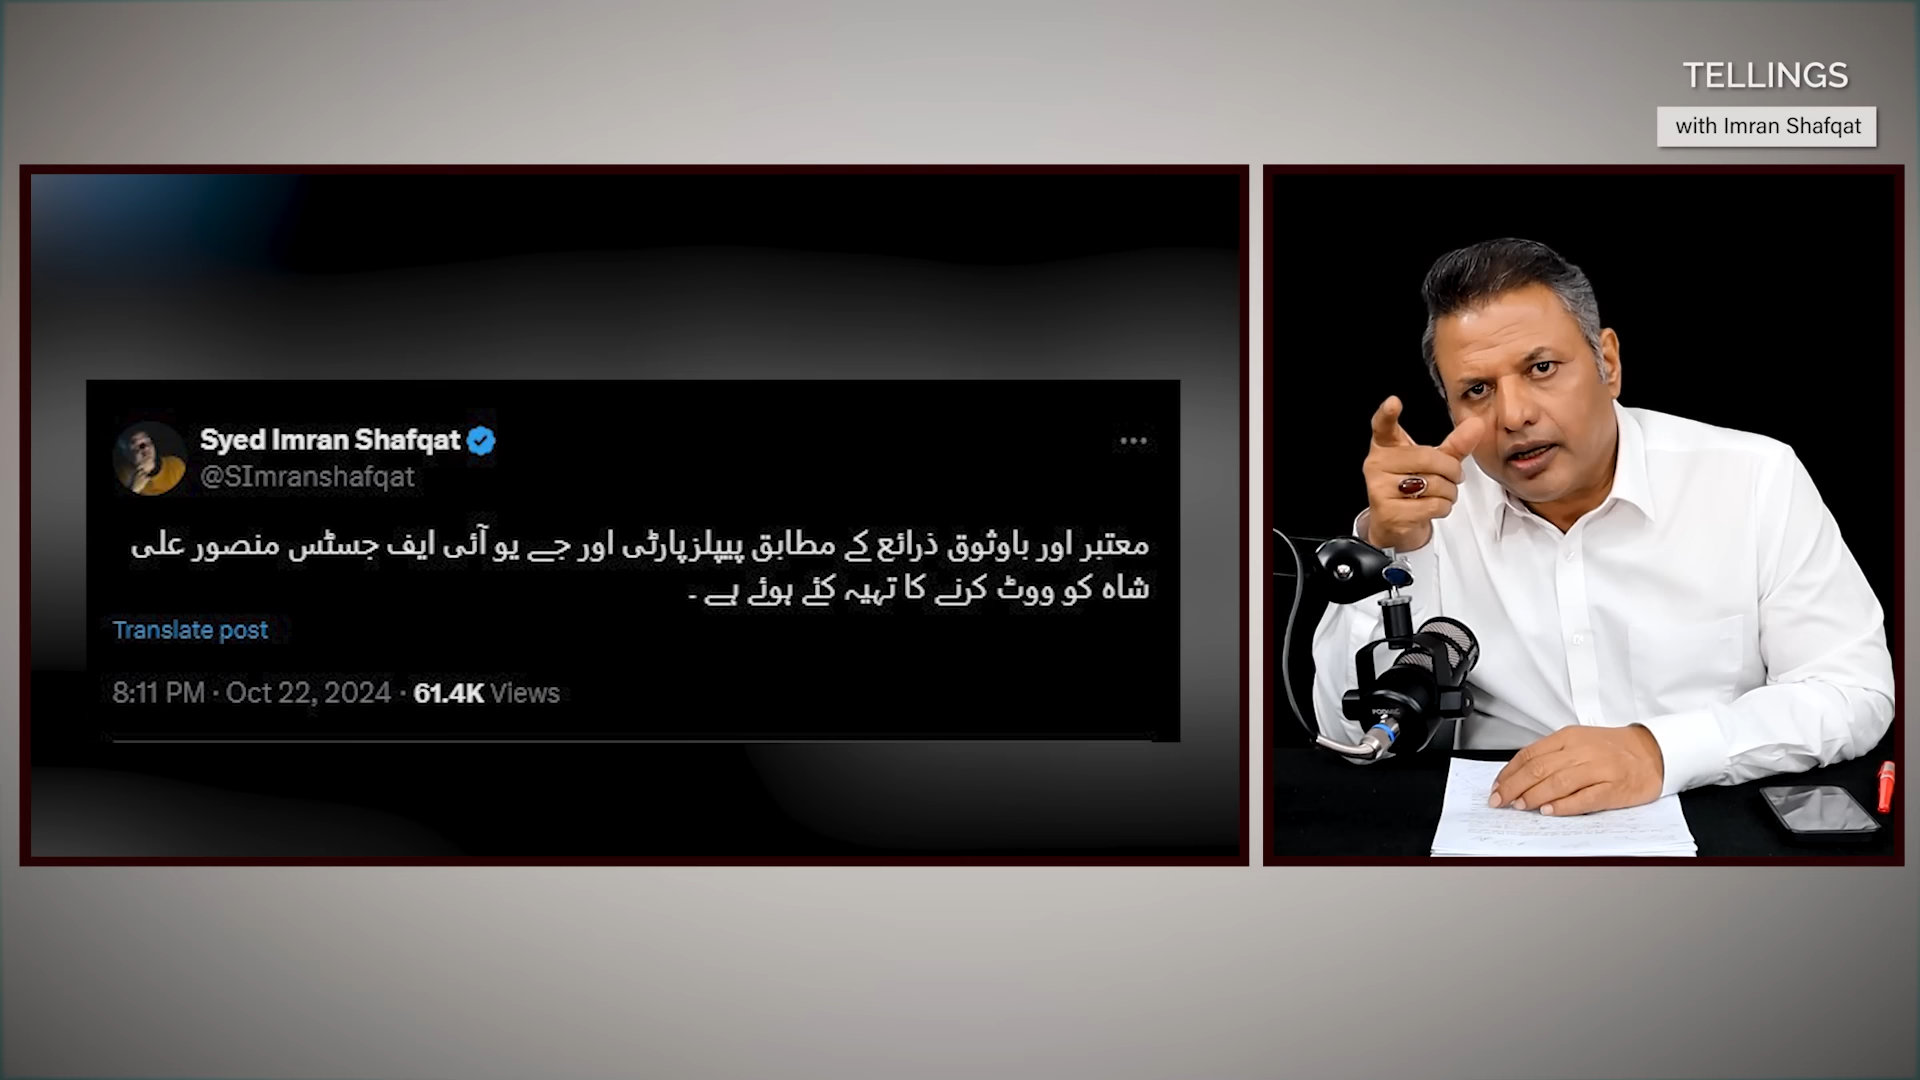 TELLINGS
with Imran Shafqat
Syed Imran Shafqat
@SImranshafqat
معتبر اور باوثوق ذرائع کے مطابق پیپلزپارٹی اور جے یو آئی ایف جسٹس منصور علی
شاہ کو ووٹ کرنے کا تہیہ کئے ہوئے ہے ۔
Translate post
8:11 PM · Oct 22, 2024 · 61.4K Views